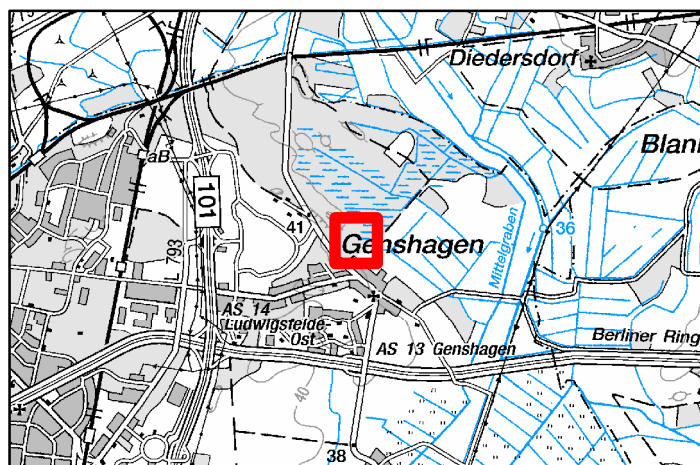 Diedersdorf
Blan
aB
101
41
Genshagen
36
Mittelgraben
L 793
AS 14
Ludwigsfelde-
Ost
AS 13 Genshagen
Berliner Ring
40
38